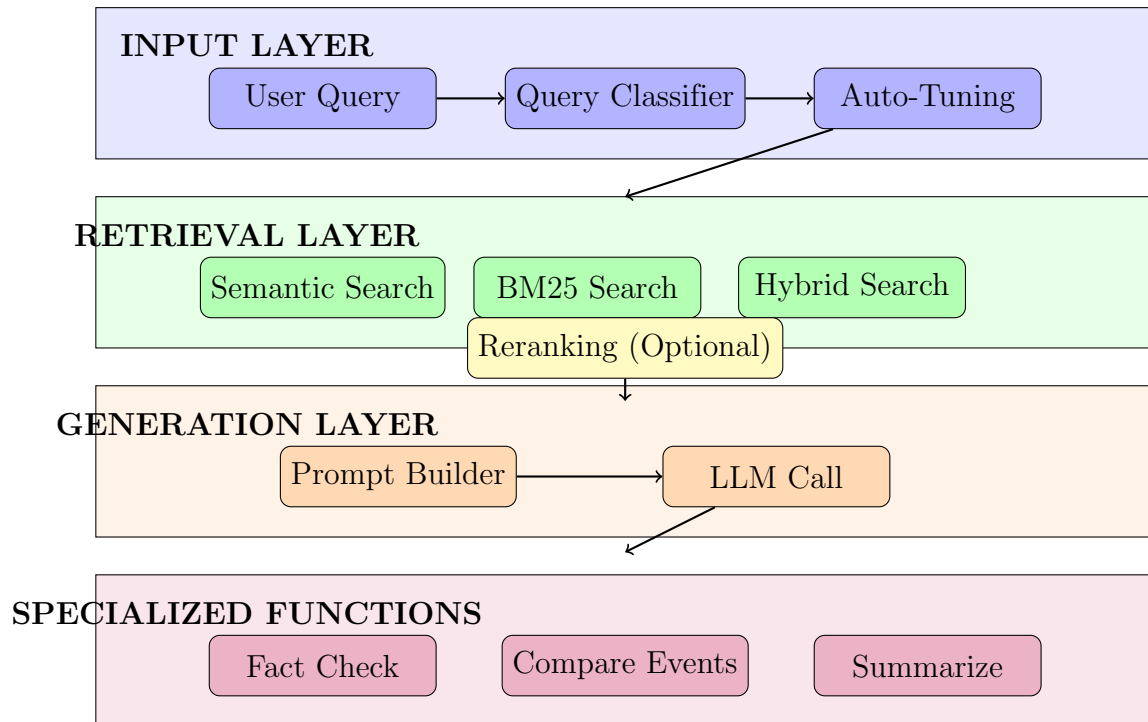 INPUT LAYER
User Query
Query Classifier
Auto-Tuning
RETRIEVAL LAYER
Semantic Search
BM25 Search
Hybrid Search
Reranking (Optional)
GENERATION LAYER
Prompt Builder
LLM Call
SPECIALIZED FUNCTIONS
Fact Check
Compare Events
Summarize